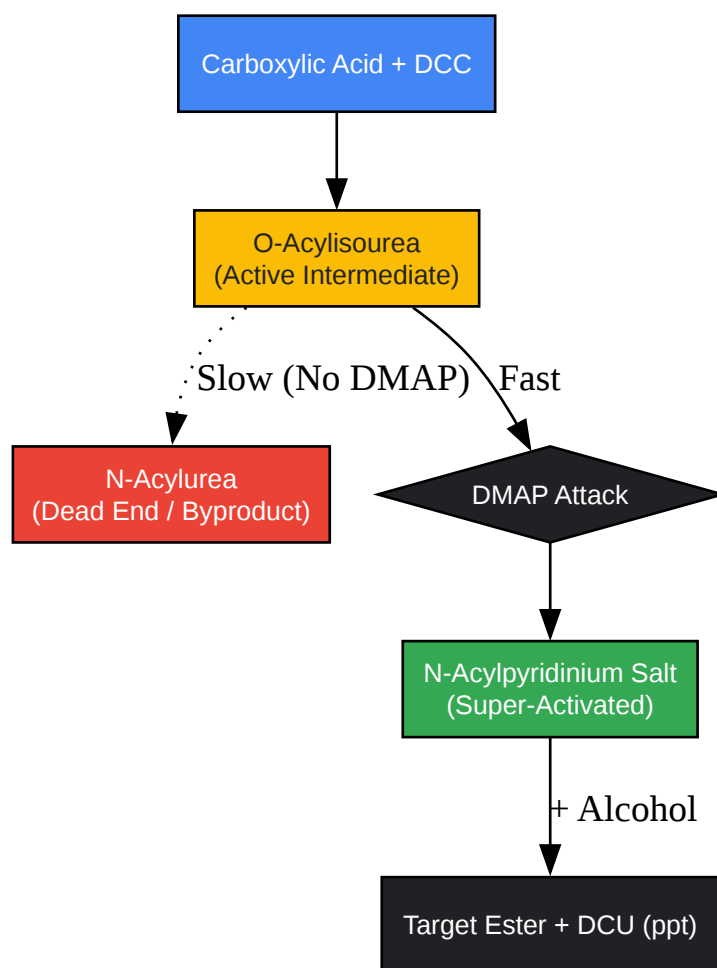 Carboxylic Acid + DCC
O-Acylisourea
(Active Intermediate)
Slow (No DMAP)
Fast
N-Acylurea
(Dead End / Byproduct)
DMAP Attack
N-Acylpyridinium Salt
(Super-Activated)
+ Alcohol
Target Ester + DCU (ppt)